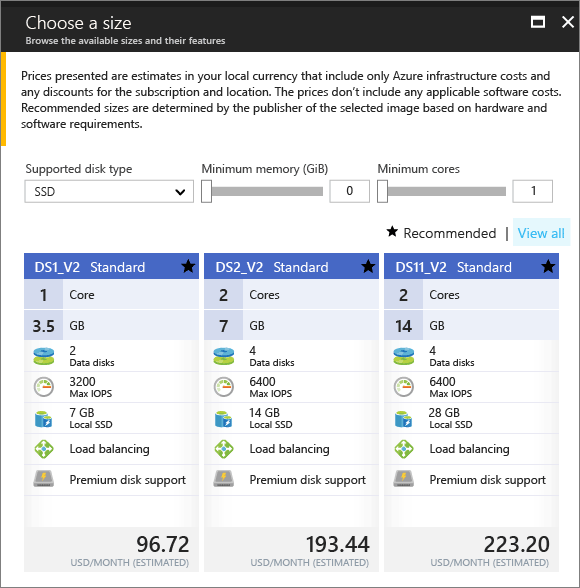 Choose a size
Browse the available sizes and their features
Prices presented are estimates in your local currency that include only Azure infrastructure costs and
any discounts for the subscription and location. The prices don't include any applicable software costs.
Recommended sizes are determined by the publisher of the selected image based on hardware and
software requirements.
Supported disk type
SSD
Minimum memory (GiB)
0
Minimum cores
1
★ Recommended | View all
DS1_V2 Standard ★
1 Core
3.5 GB
2
Data disks
3200
Max IOPS
7 GB
Local SSD
Load balancing
Premium disk support
96.72
USD/MONTH (ESTIMATED)
DS2_V2 Standard ★
2 Cores
7 GB
4
Data disks
6400
Max IOPS
14 GB
Local SSD
Load balancing
Premium disk support
193.44
USD/MONTH (ESTIMATED)
DS11_V2 Standard ★
2 Cores
14 GB
4
Data disks
6400
Max IOPS
28 GB
Local SSD
Load balancing
Premium disk support
223.20
USD/MONTH (ESTIMATED)